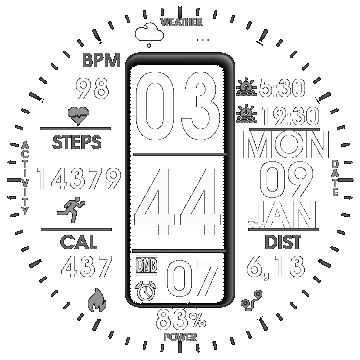 WEATHER
...
BPM
98
STEPS
14379
CAL
437
ACTIVITY
03
44
DND
07
5:30
19:30
MON
09
JAN
DATE
DIST
6,13
83%
POWER